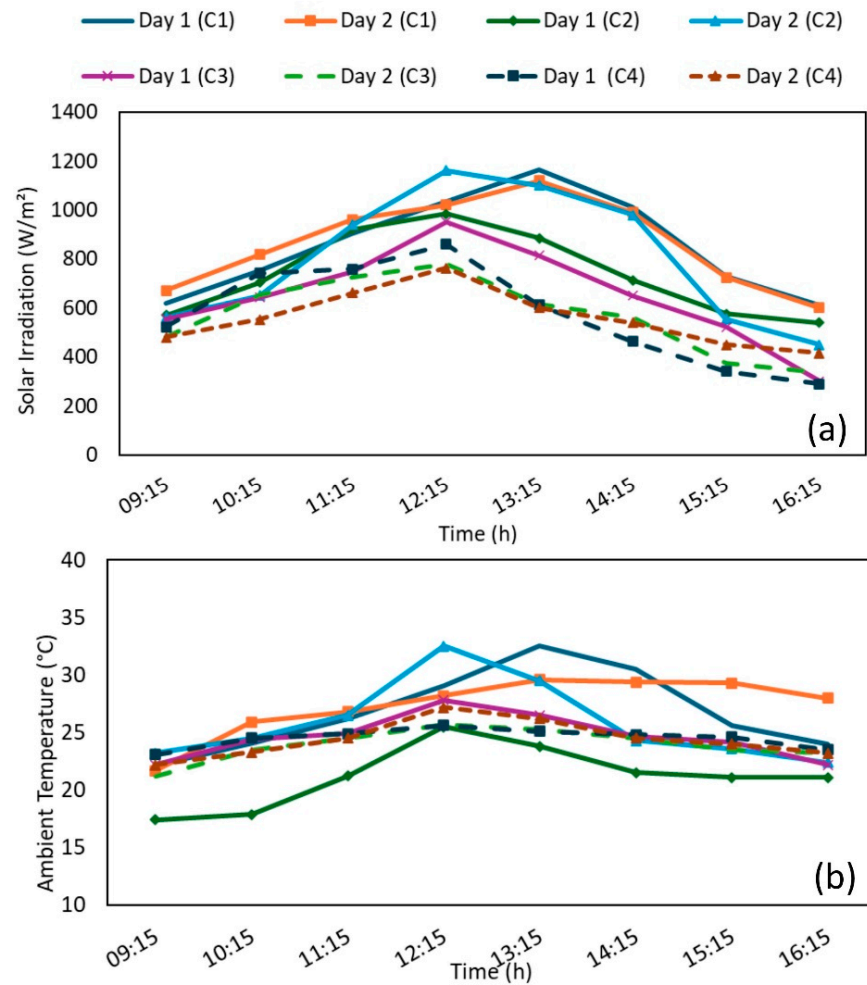 Day 1 (C1) Day 2 (C1) Day 1 (C2) Day 2 (C2)
Day 1 (C3) Day 2 (C3) Day 1 (C4) Day 2 (C4)
1400
1200
1000
800
600
400
200
0
Solar Irradiation (W/m²)
(a)
09:15 10:15 11:15 12:15 13:15 14:15 15:15 16:15
Time (h)
40
35
30
25
20
15
10
Ambient Temperature (°C)
(b)
09:15 10:15 11:15 12:15 13:15 14:15 15:15 16:15
Time (h)